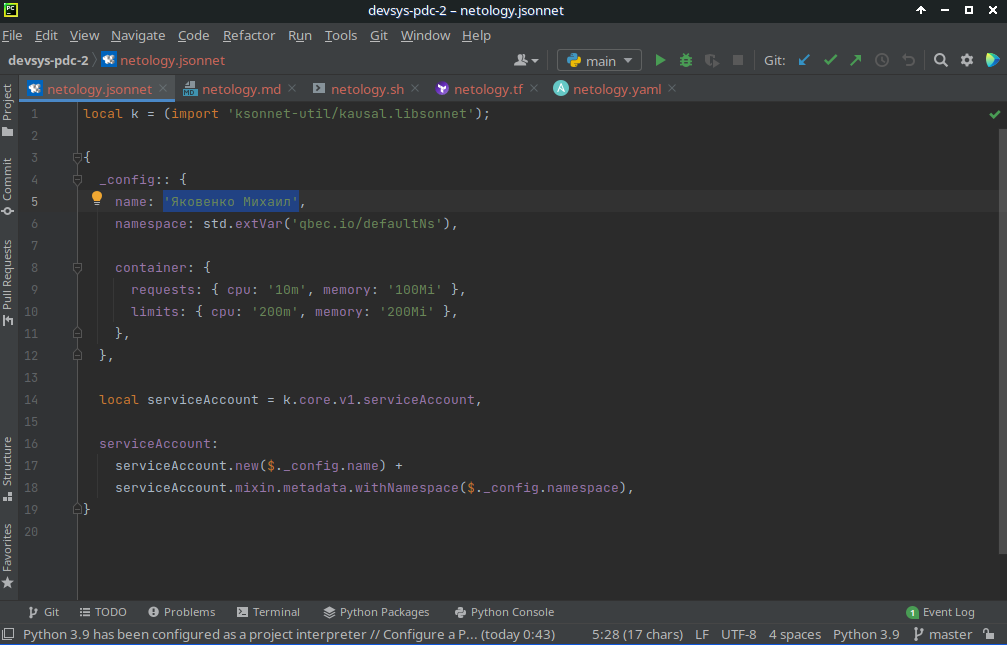 devsys-pdc-2 – netology.jsonnet
File Edit View Navigate Code Refactor Run Tools Git Window Help
devsys-pdc-2 netology.jsonnet main Git:
netology.jsonnet netology.md netology.sh netology.tf netology.yaml
Project
Commit
Pull Requests
Structure
Favorites
1 local k = (import 'ksonnet-util/kausal.libsonnet');
2
3 {
4 _config:: {
5 name: 'Яковенко Михаил',
6 namespace: std.extVar('qbec.io/defaultNs'),
7
8 container: {
9 requests: { cpu: '10m', memory: '100Mi' },
10 limits: { cpu: '200m', memory: '200Mi' },
11 },
12 },
13
14 local serviceAccount = k.core.v1.serviceAccount,
15
16 serviceAccount:
17 serviceAccount.new($._config.name) +
18 serviceAccount.mixin.metadata.withNamespace($._config.namespace),
19 }
20
Git TODO Problems Terminal Python Packages Python Console 1 Event Log
Python 3.9 has been configured as a project interpreter // Configure a P... (today 0:43) 5:28 (17 chars) LF UTF-8 4 spaces Python 3.9 master